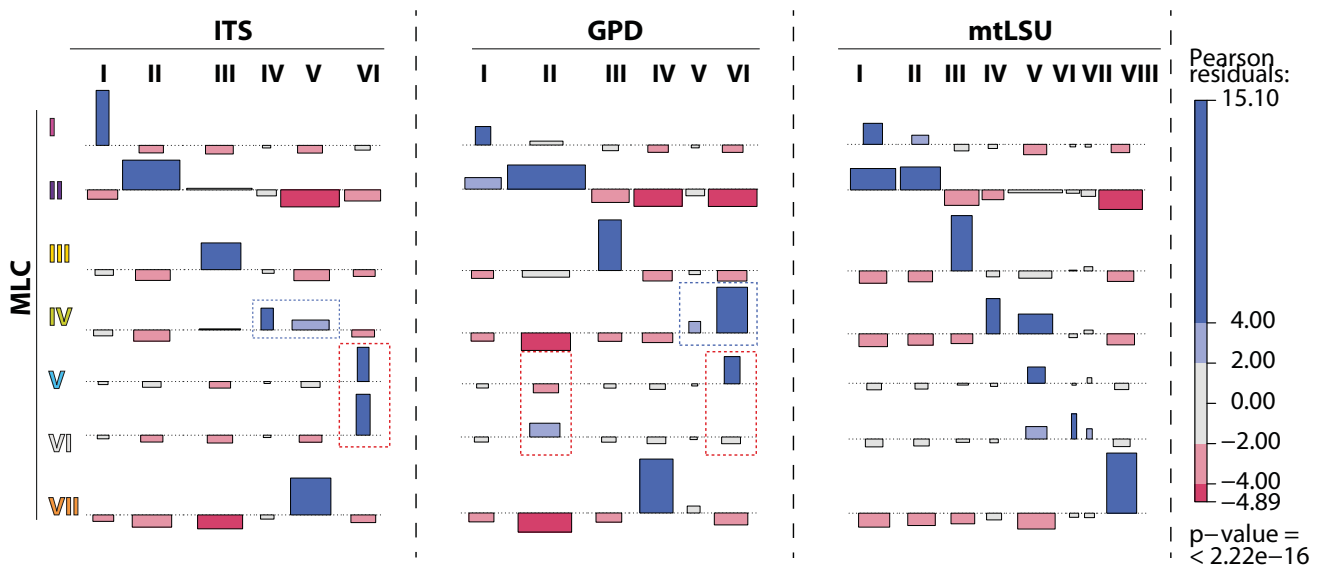 ITS GPD mtLSU
I II III IV V VI I II III IV V VI I II III IV V VI VII VIII
Pearson
residuals:
15.10
I
II
III
MLC
IV
4.00
2.00
V
0.00
VI
−2.00
−4.00
VII
−4.89
p−value =
< 2.22e−16